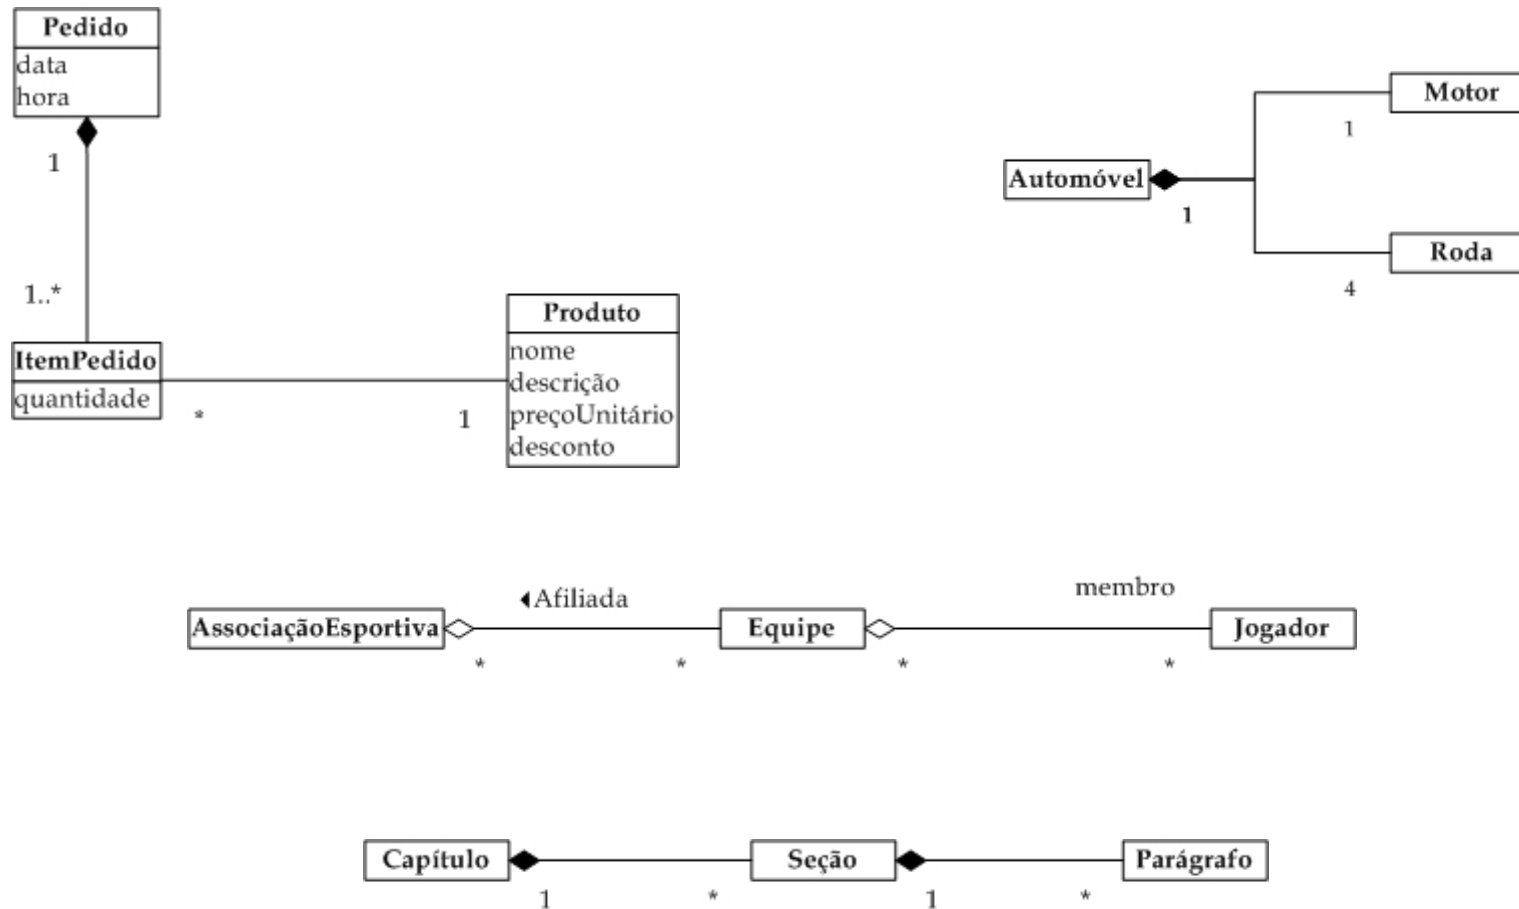 Pedido
data
hora
1
1..*
ItemPedido
quantidade
*
1
Produto
nome
descrição
preçoUnitário
desconto
Automóvel
1
Motor
1
Roda
4
AssociaçãoEsportiva
◂Afiliada
*
*
Equipe
membro
*
*
Jogador
Capítulo
1
*
Seção
1
*
Parágrafo